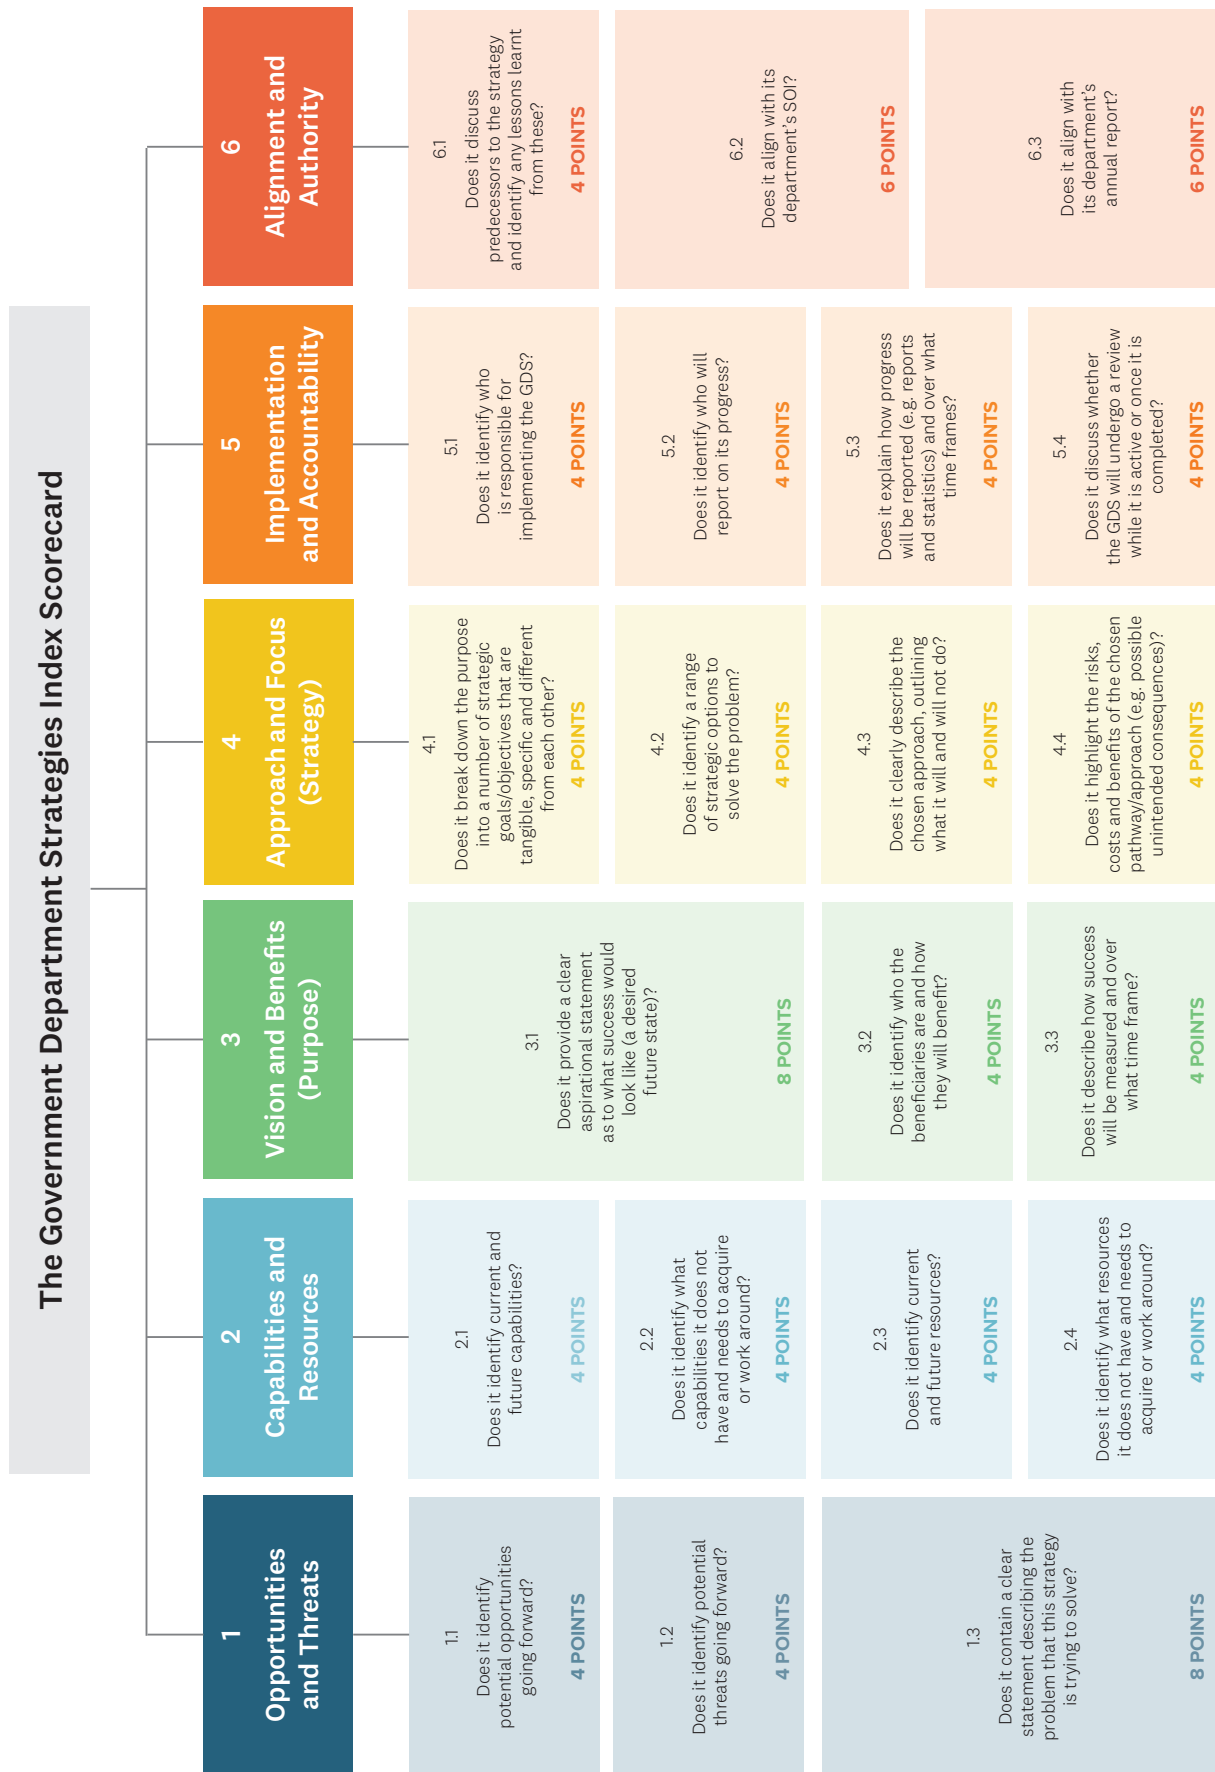 The Government Department Strategies Index Scorecard
1
Opportunities
and Threats
1.1
Does it identify
potential opportunities
going forward?
4 POINTS
1.2
Does it identify potential
threats going forward?
4 POINTS
1.3
Does it contain a clear
statement describing the
problem that this strategy
is trying to solve?
8 POINTS
2
Capabilities and
Resources
2.1
Does it identify current and
future capabilities?
4 POINTS
2.2
Does it identify what
capabilities it does not
have and needs to acquire
or work around?
4 POINTS
2.3
Does it identify current
and future resources?
4 POINTS
2.4
Does it identify what resources
it does not have and needs to
acquire or work around?
4 POINTS
3
Vision and Benefits
(Purpose)
3.1
Does it provide a clear
aspirational statement
as to what success would
look like (a desired
future state)?
8 POINTS
3.2
Does it identify who the
beneficiaries are and how
they will benefit?
4 POINTS
3.3
Does it describe how success
will be measured and over
what time frame?
4 POINTS
4
Approach and Focus
(Strategy)
4.1
Does it break down the purpose
into a number of strategic
goals/objectives that are
tangible, specific and different
from each other?
4 POINTS
4.2
Does it identify a range
of strategic options to
solve the problem?
4 POINTS
4.3
Does it clearly describe the
chosen approach, outlining
what it will and will not do?
4 POINTS
4.4
Does it highlight the risks,
costs and benefits of the chosen
pathway/approach (e.g. possible
unintended consequences)?
4 POINTS
5
Implementation
and Accountability
5.1
Does it identify who
is responsible for
implementing the GDS?
4 POINTS
5.2
Does it identify who will
report on its progress?
4 POINTS
5.3
Does it explain how progress
will be reported (e.g. reports
and statistics) and over what
time frames?
4 POINTS
5.4
Does it discuss whether
the GDS will undergo a review
while it is active or once it is
completed?
4 POINTS
6
Alignment and
Authority
6.1
Does it discuss
predecessors to the strategy
and identify any lessons learnt
from these?
4 POINTS
6.2
Does it align with its
department's SOI?
6 POINTS
6.3
Does it align with
its department's
annual report?
6 POINTS